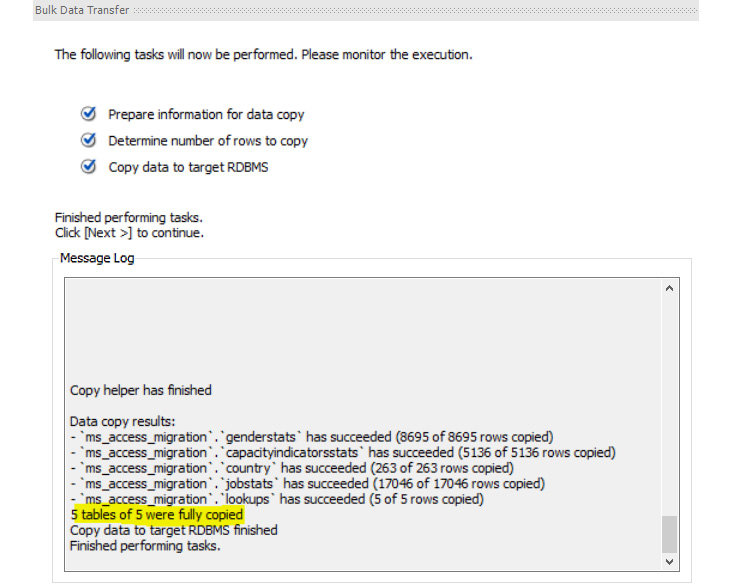 Bulk Data Transfer
The following tasks will now be performed. Please monitor the execution.
Prepare information for data copy
Determine number of rows to copy
Copy data to target RDBMS
Finished performing tasks.
Click [Next >] to continue.
Message Log
Copy helper has finished
Data copy results:
- `ms_access_migration`.`genderstats` has succeeded (8695 of 8695 rows copied)
- `ms_access_migration`.`capacityindicatorsstats` has succeeded (5136 of 5136 rows copied)
- `ms_access_migration`.`country` has succeeded (263 of 263 rows copied)
- `ms_access_migration`.`jobstats` has succeeded (17046 of 17046 rows copied)
- `ms_access_migration`.`lookups` has succeeded (5 of 5 rows copied)
5 tables of 5 were fully copied
Copy data to target RDBMS finished
Finished performing tasks.